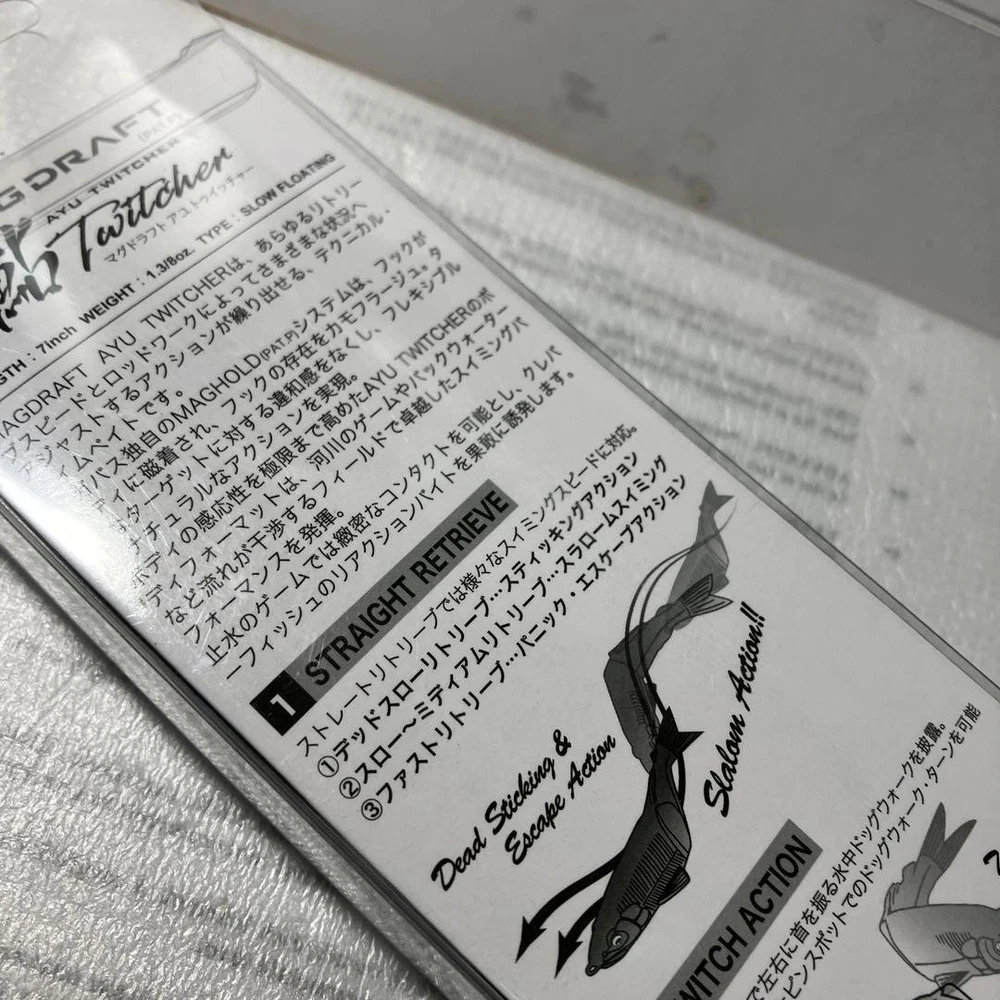 GDRAFT
(PAT.P)
AYU TWITCHER
鮎 Twitcher
マグドラフト アユ トゥイッチャー
GTH : 7inch WEIGHT : 1.3/8oz. TYPE : SLOW FLOATING
AGDRAFT AYU TWITCHERは、あらゆるリトリー
ブスピードとロッドワークによってさまざまな状況へ
アジャストするアクションが繰り出せる、テクニカル・
イムベイトです。
バス独自のMAGHOLD(PAT.P)システムは、フックが
ディに磁着され、フックの存在をカモフラージュ。タ
ターゲットに対する違和感をなくし、フレキシブル
ナチュラルなアクションを実現。
ボディの感応性を極限まで高めたAYU TWITCHERのボ
ディフォーマットは、河川のゲームやバックウォーター
など流れが干渉するフィールドで卓越したスイミングパ
フォーマンスを発揮。
止水のゲームでは緻密なコンタクトを可能とし、クレバ
ーフィッシュのリアクションバイトを果敢に誘発します。
1 STRAIGHT RETRIEVE
ストレートリトリーブでは様々なスイミングスピードに対応。
①デッドスローリトリーブ…スティッキングアクション
②スロー〜ミディアムリトリーブ…スラロームスイミング
③ファストリトリーブ…パニック・エスケープアクション
Dead Sticking &
Escape Action
Slalom Action!!
WITCH ACTION
で左右に首を振る水中ドッグウォークを披露。
ピンスポットでのドッグウォーク・ターンを可能